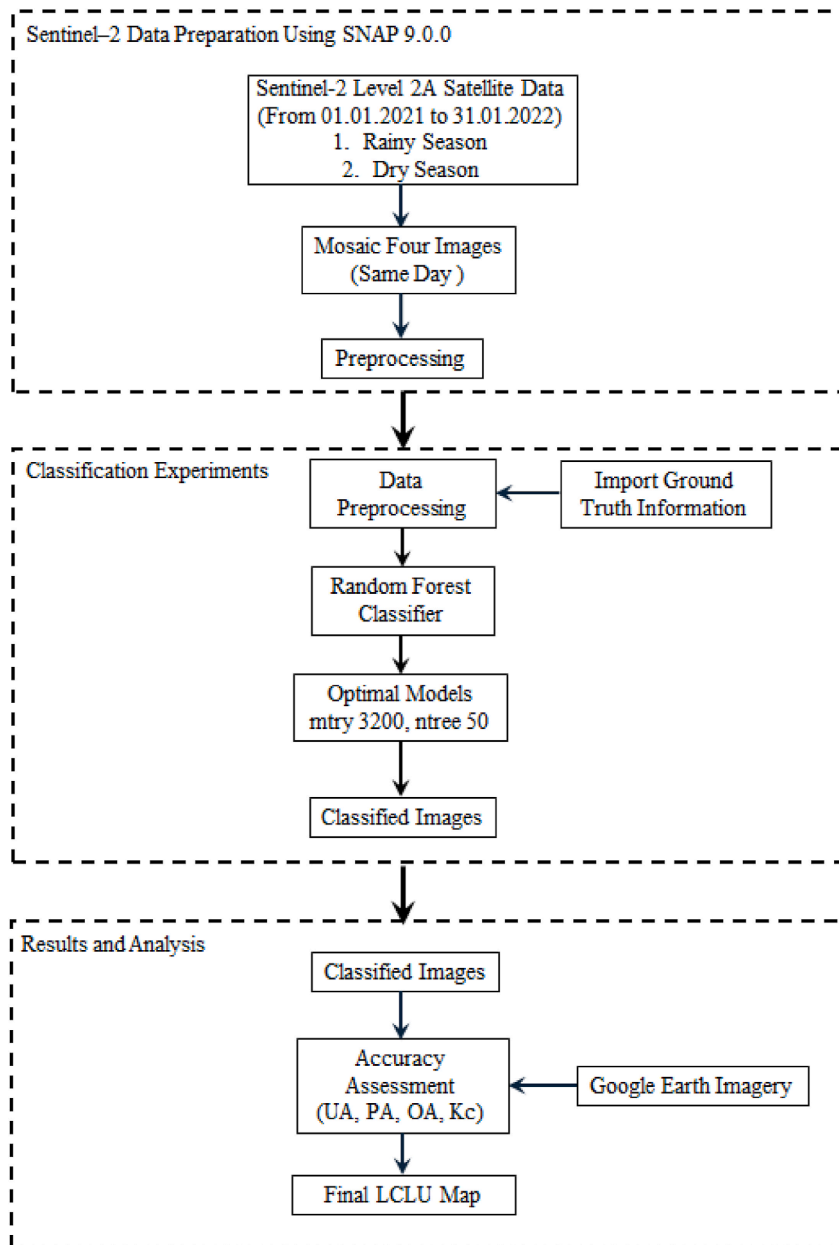 Sentinel–2 Data Preparation Using SNAP 9.0.0
Sentinel-2 Level 2A Satellite Data
(From 01.01.2021 to 31.01.2022)
1. Rainy Season
2. Dry Season
Mosaic Four Images
(Same Day )
Preprocessing
Classification Experiments
Data
Preprocessing
Import Ground
Truth Information
Random Forest
Classifier
Optimal Models
mtry 3200, ntree 50
Classified Images
Results and Analysis
Classified Images
Accuracy
Assessment
(UA, PA, OA, Kc)
Google Earth Imagery
Final LCLU Map